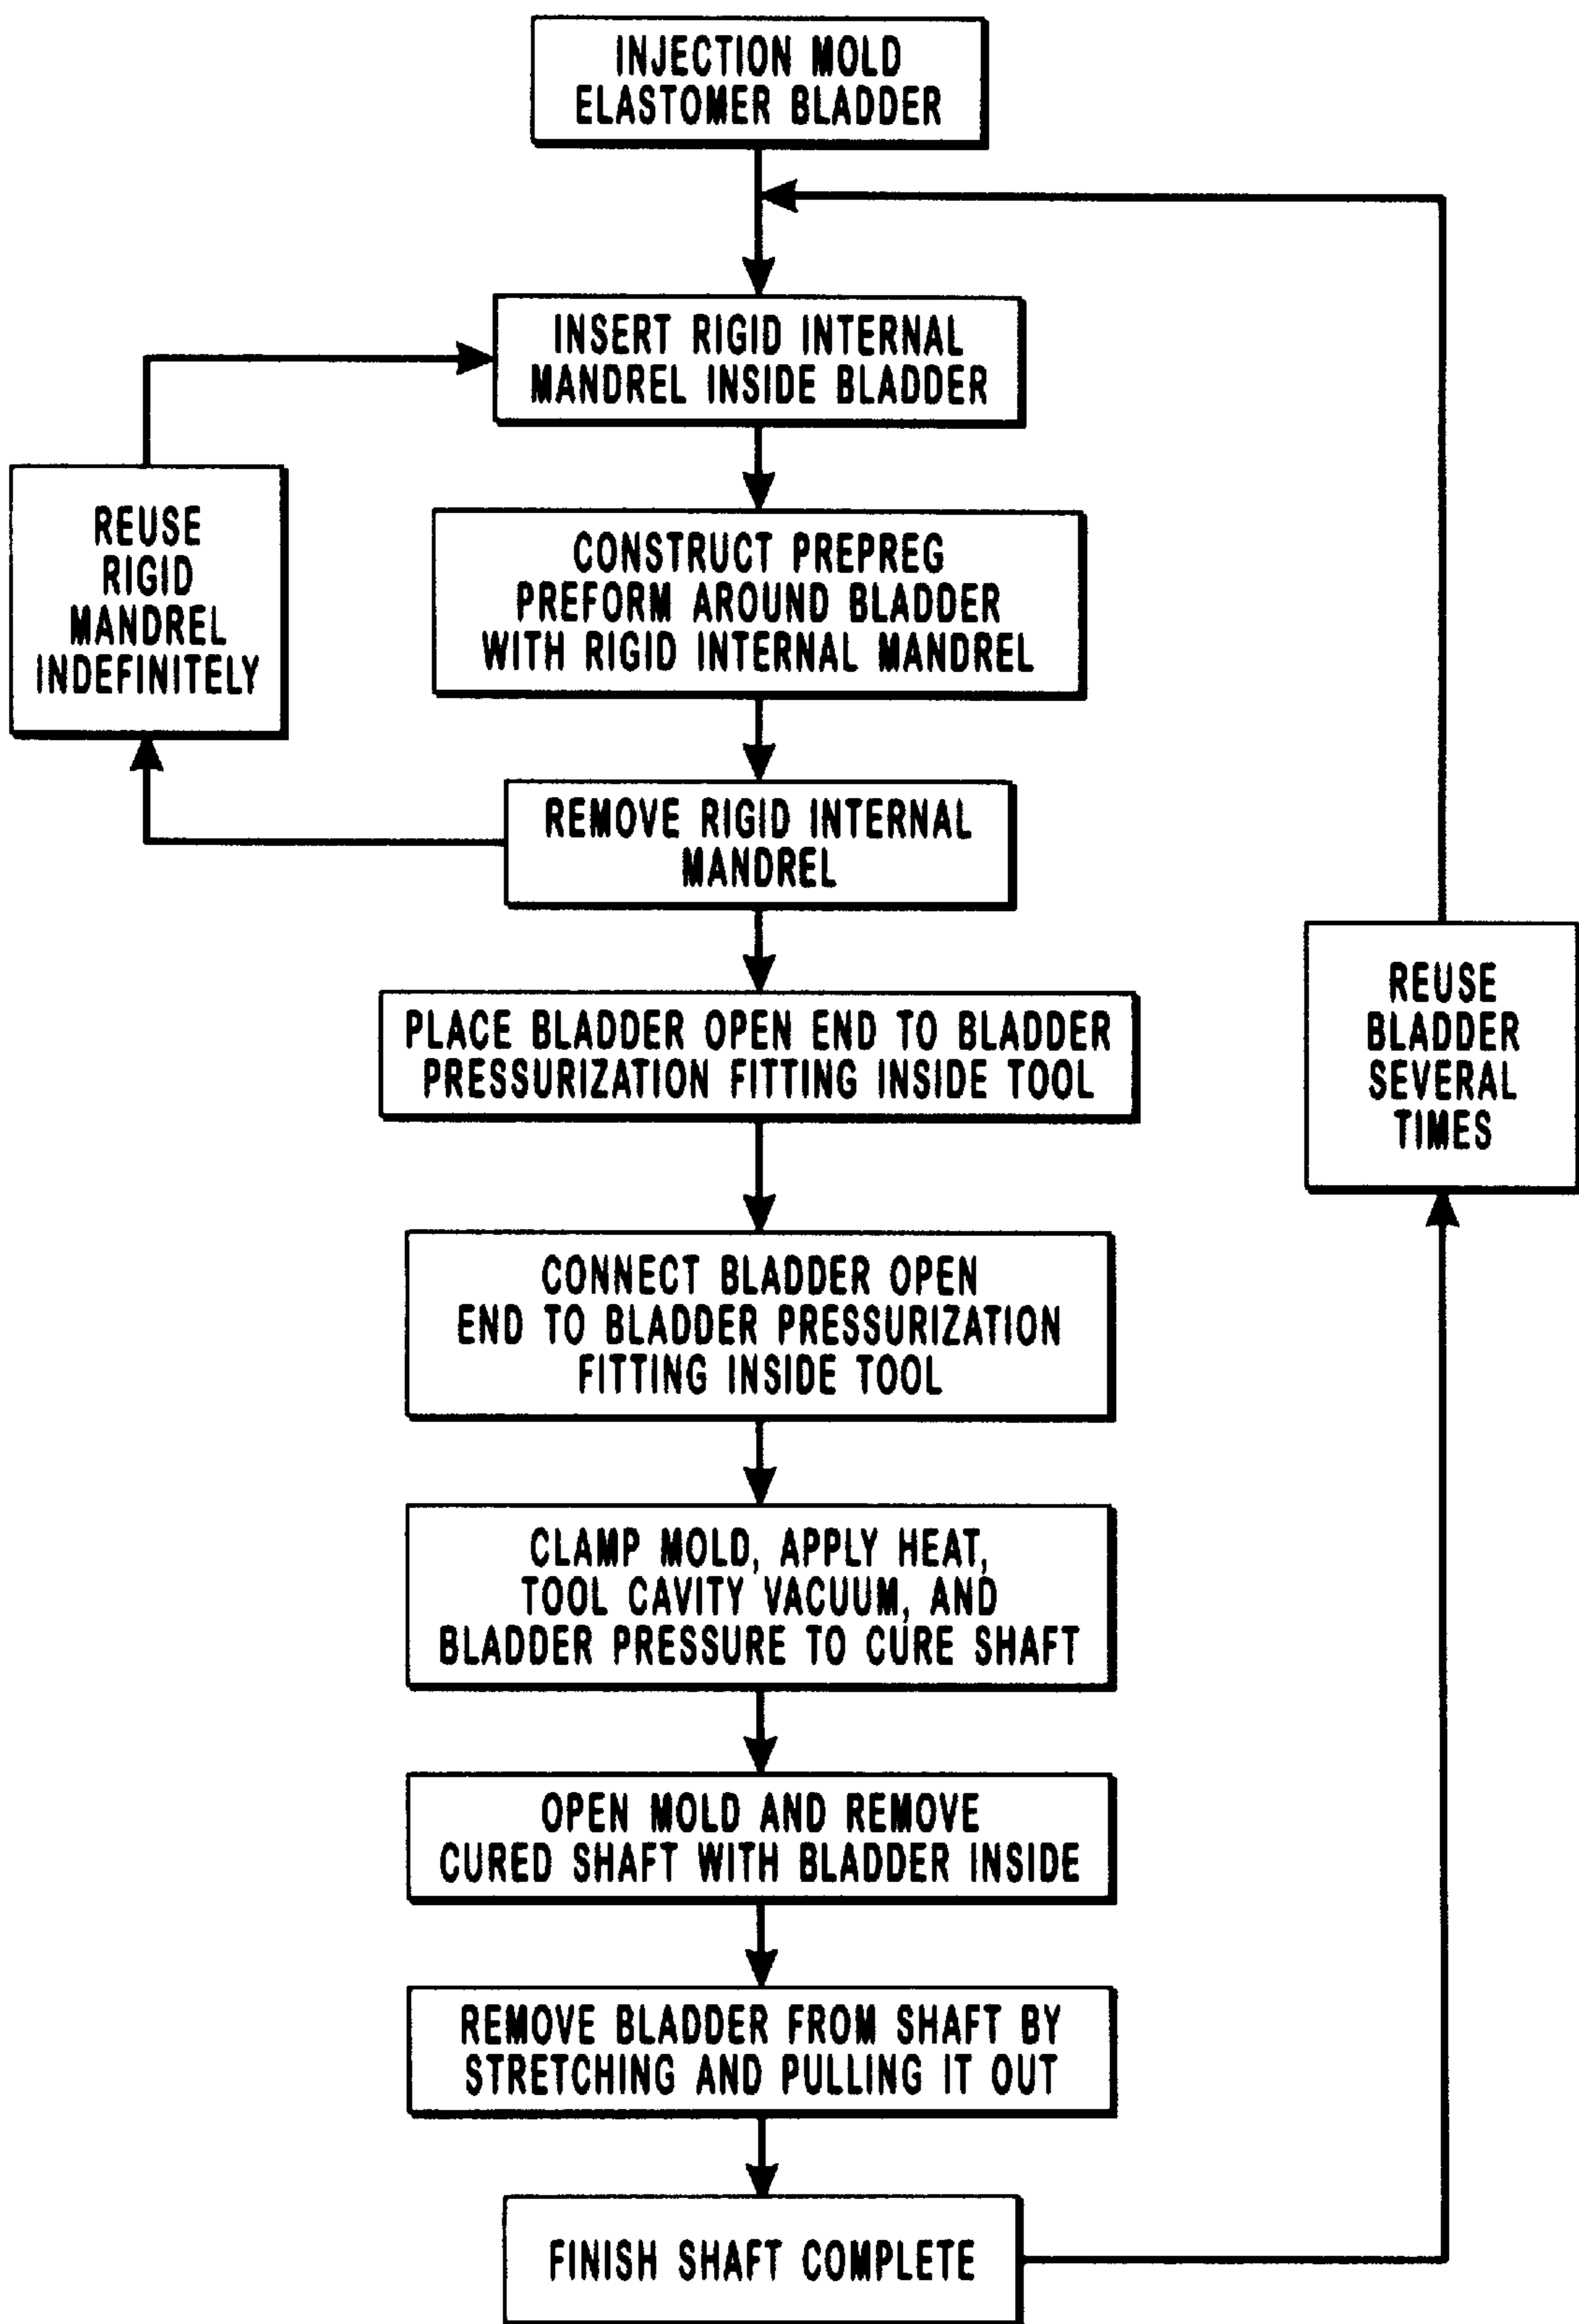 INJECTION MOLD
ELASTOMER BLADDER
INSERT RIGID INTERNAL
MANDREL INSIDE BLADDER
REUSE
RIGID
MANDREL
INDEFINITELY
CONSTRUCT PREPREG
PREFORM AROUND BLADDER
WITH RIGID INTERNAL MANDREL
REMOVE RIGID INTERNAL
MANDREL
PLACE BLADDER OPEN END TO BLADDER
PRESSURIZATION FITTING INSIDE TOOL
REUSE
BLADDER
SEVERAL
TIMES
CONNECT BLADDER OPEN
END TO BLADDER PRESSURIZATION
FITTING INSIDE TOOL
CLAMP MOLD, APPLY HEAT,
TOOL CAVITY VACUUM, AND
BLADDER PRESSURE TO CURE SHAFT
OPEN MOLD AND REMOVE
CURED SHAFT WITH BLADDER INSIDE
REMOVE BLADDER FROM SHAFT BY
STRETCHING AND PULLING IT OUT
FINISH SHAFT COMPLETE